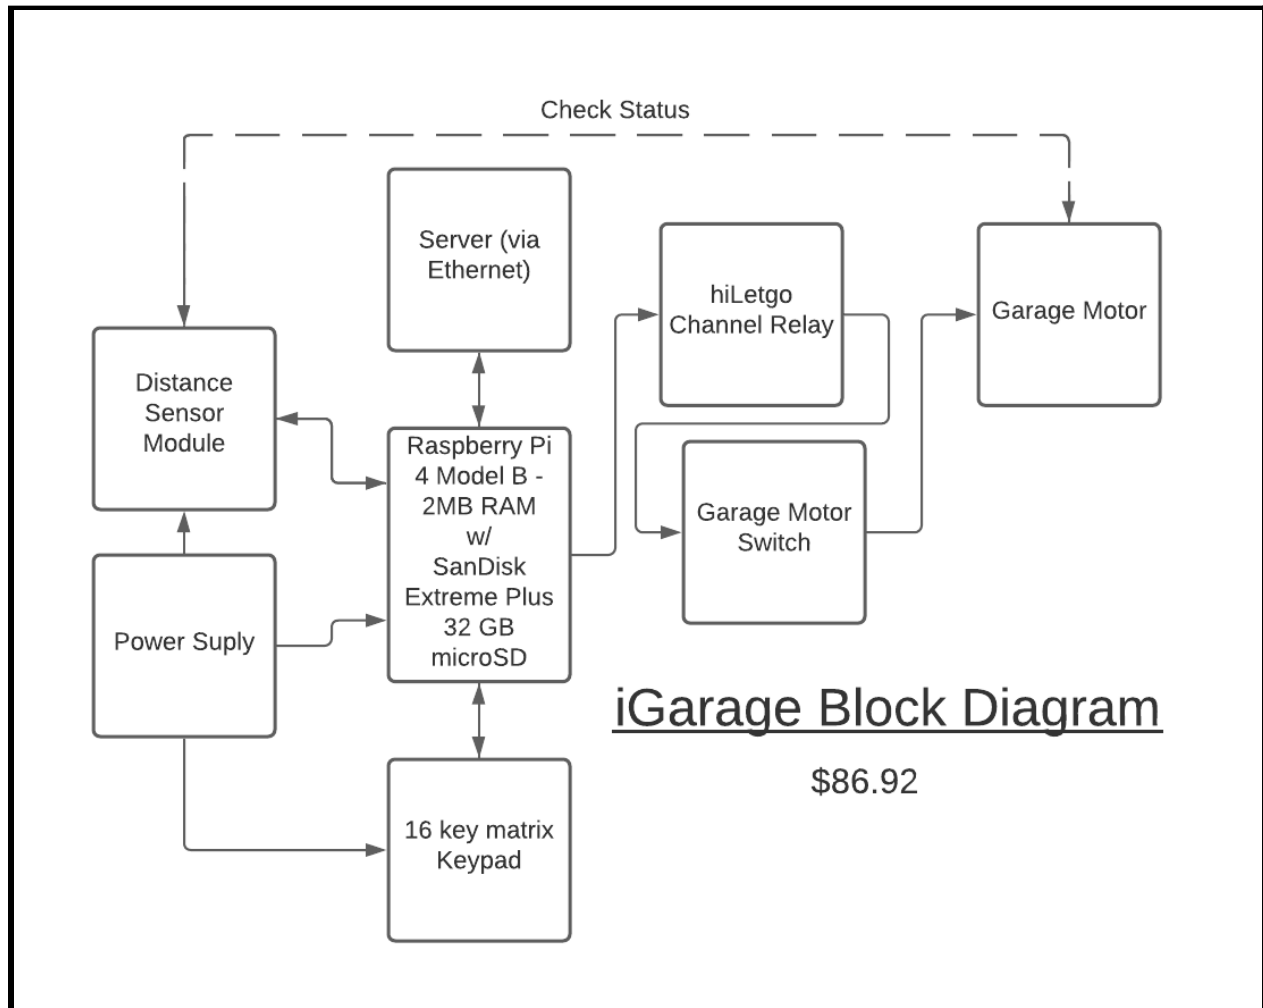 Check Status
Server (via
Ethernet)
hiLetgo
Channel Relay
Garage Motor
Distance
Sensor
Module
Raspberry Pi
4 Model B -
2MB RAM
w/
SanDisk
Extreme Plus
32 GB
microSD
Garage Motor
Switch
Power Suply
iGarage Block Diagram
$86.92
16 key matrix
Keypad